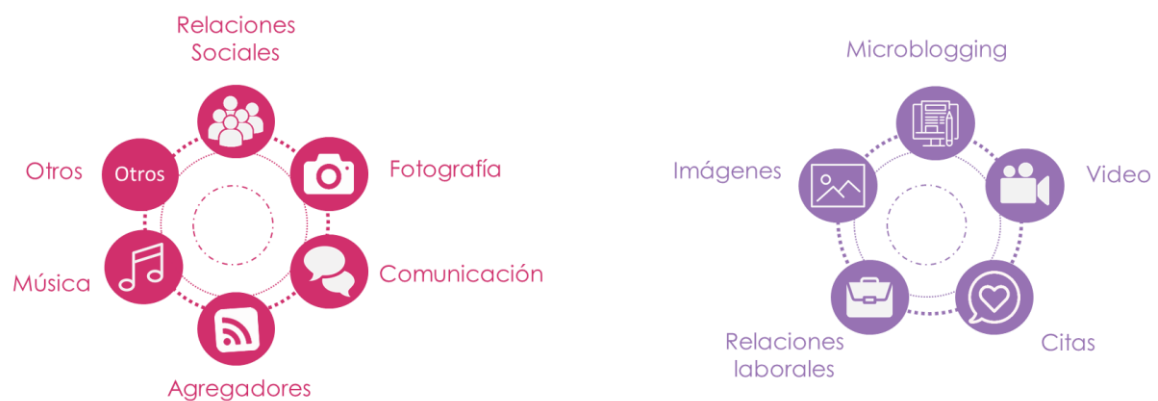 Relaciones
Sociales
Otros
Otros
Fotografía
Música
Comunicación
Agregadores
Microblogging
Imágenes
Video
Relaciones
laborales
Citas